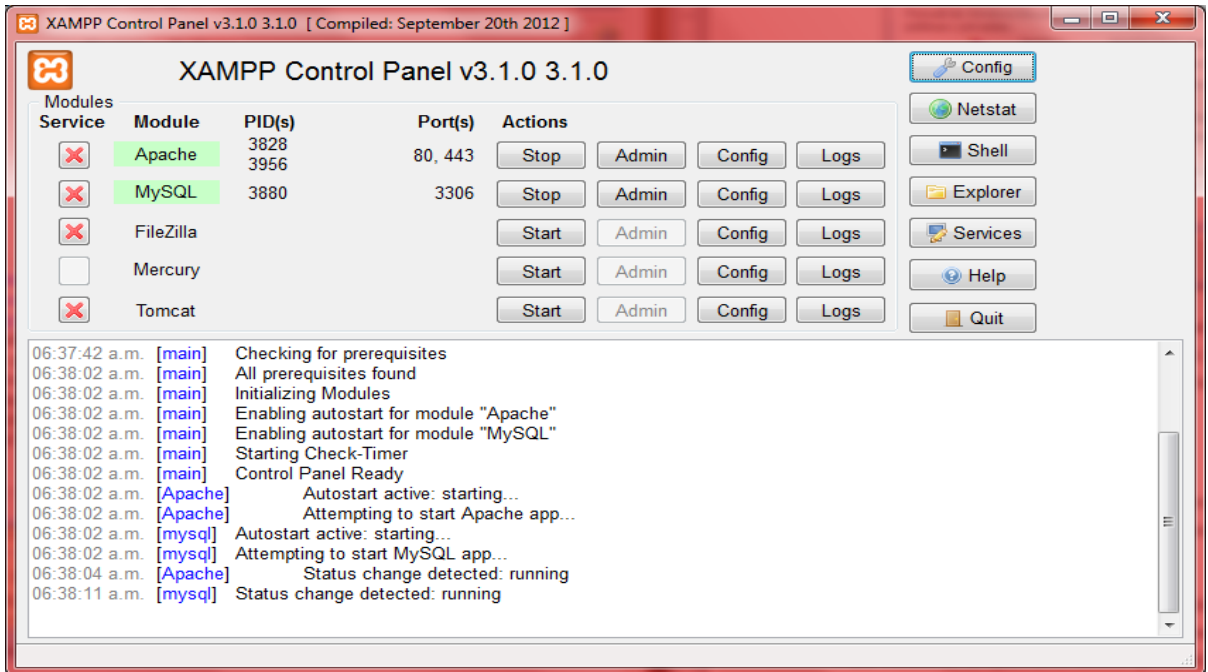 XAMPP Control Panel v3.1.0 3.1.0 [ Compiled: September 20th 2012 ]
XAMPP Control Panel v3.1.0 3.1.0
Config
Modules
Netstat
Service Module PID(s) Port(s) Actions
Apache 3828 3956 80, 443 Stop Admin Config Logs
Shell
MySQL 3880 3306 Stop Admin Config Logs
Explorer
FileZilla Start Admin Config Logs
Services
Mercury Start Admin Config Logs
Help
Tomcat Start Admin Config Logs
Quit
06:37:42 a.m. [main] Checking for prerequisites
06:38:02 a.m. [main] All prerequisites found
06:38:02 a.m. [main] Initializing Modules
06:38:02 a.m. [main] Enabling autostart for module "Apache"
06:38:02 a.m. [main] Enabling autostart for module "MySQL"
06:38:02 a.m. [main] Starting Check-Timer
06:38:02 a.m. [main] Control Panel Ready
06:38:02 a.m. [Apache] Autostart active: starting...
06:38:02 a.m. [Apache] Attempting to start Apache app...
06:38:02 a.m. [mysql] Autostart active: starting...
06:38:02 a.m. [mysql] Attempting to start MySQL app...
06:38:04 a.m. [Apache] Status change detected: running
06:38:11 a.m. [mysql] Status change detected: running